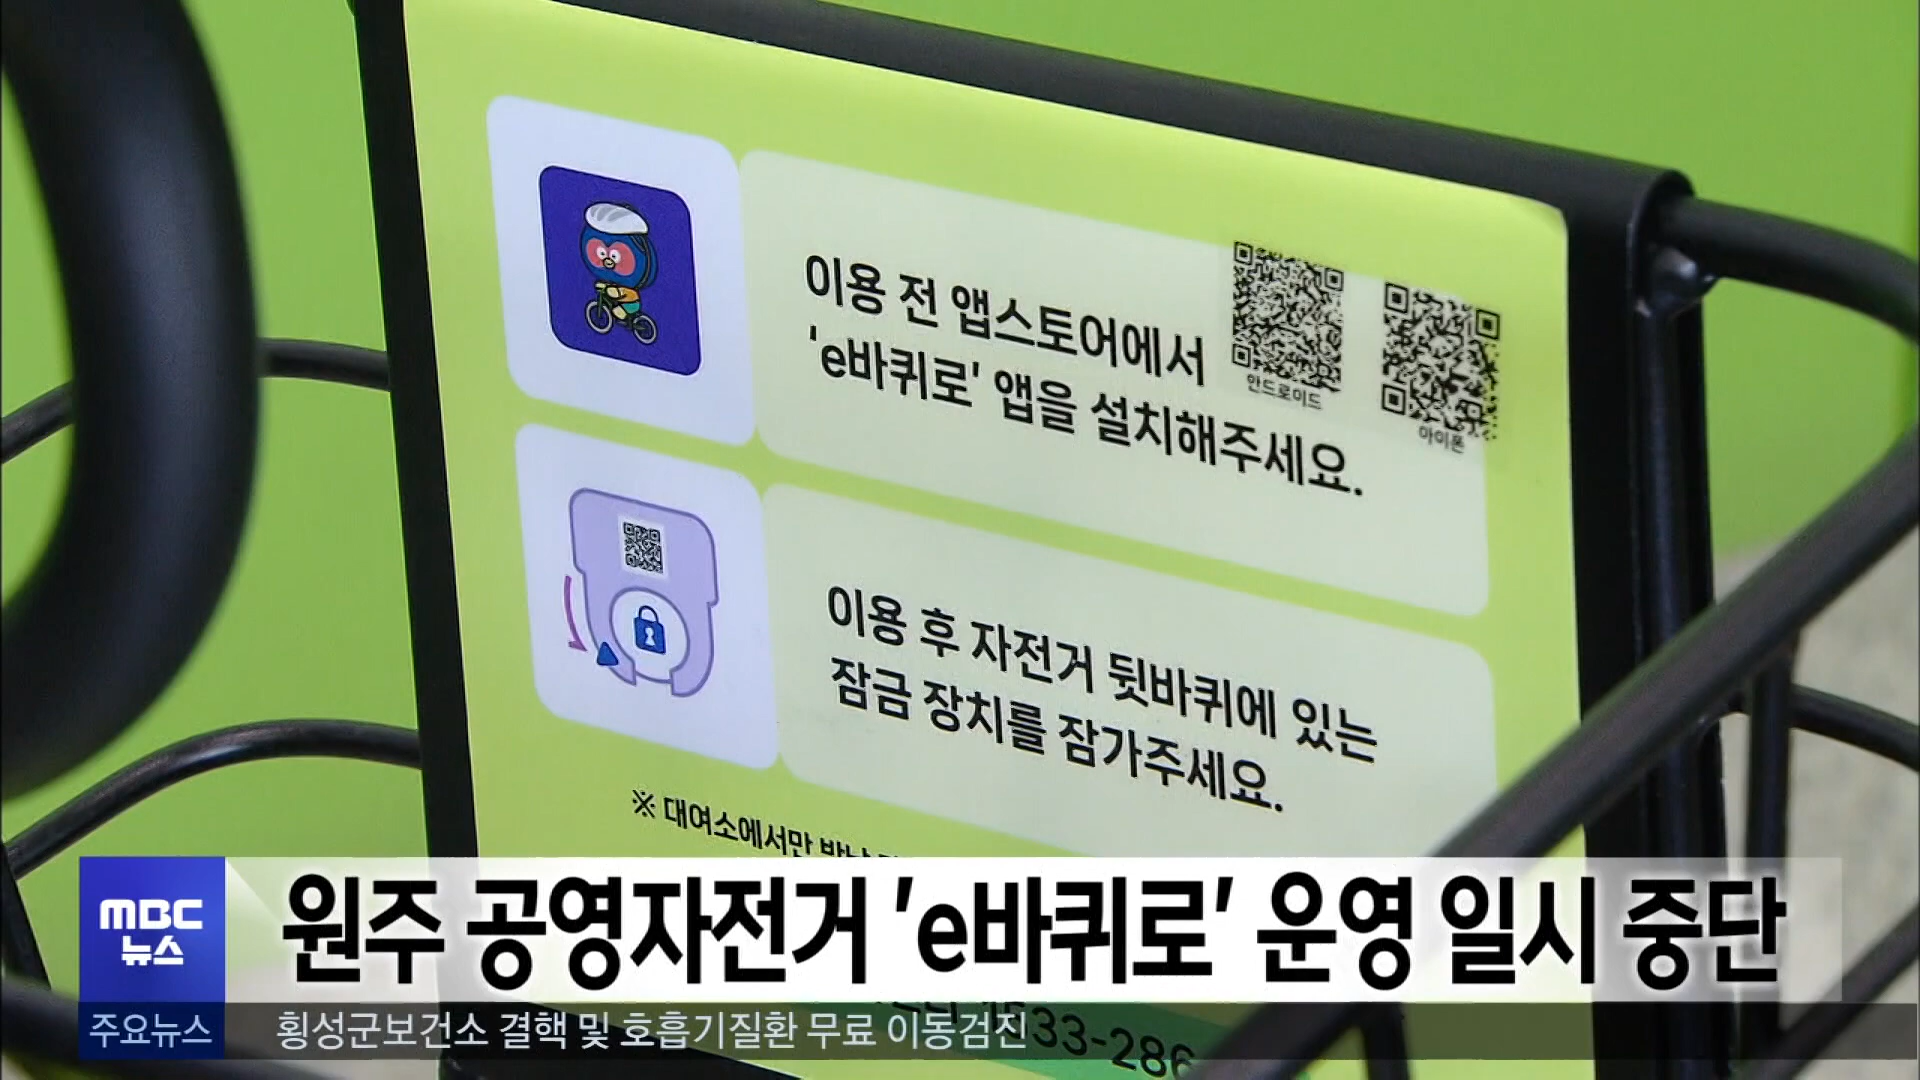 이용 전 앱스토어에서
'e바퀴로' 앱을 설치해주세요.
안드로이드
아이폰
이용 후 자전거 뒷바퀴에 있는
잠금 장치를 잠가주세요.
※ 대여소에서만
MBC
뉴스
원주 공영자전거 'e바퀴로' 운영 일시 중단
주요뉴스
횡성군보건소 결핵 및 호흡기질환 무료 이동검진